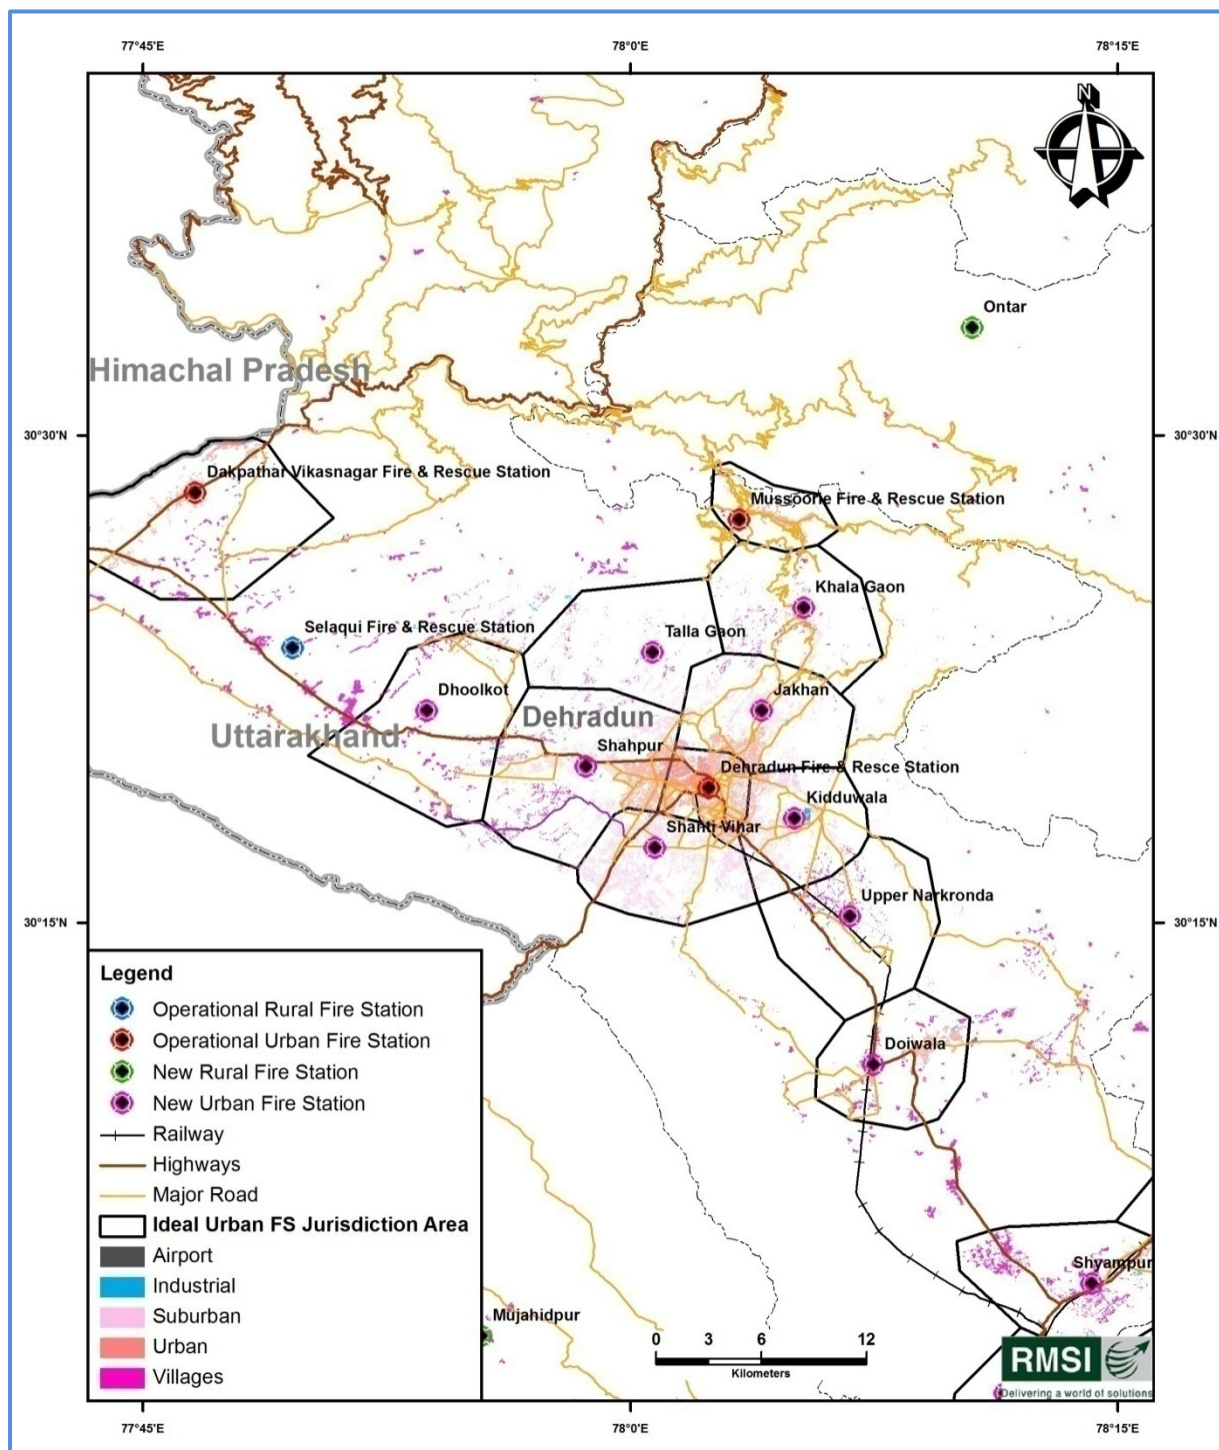 77°45'E 78°0'E 78°15'E
N
Ontar
Himachal Pradesh
30°30'N 30°30'N
Dakpathar Vikasnagar Fire & Rescue Station
Mussoorie Fire & Rescue Station
Khala Gaon
Selaqui Fire & Rescue Station
Talla Gaon
Dhoolkot
Jakhan
Dehradun
Uttarakhand
Shahpur
Dehradun Fire & Resce Station
Kidduwala
Shanti Vihar
Upper Narkronda
30°15'N 30°15'N
Legend
Operational Rural Fire Station
Operational Urban Fire Station
New Rural Fire Station
New Urban Fire Station
Railway
Highways
Major Road
Ideal Urban FS Jurisdiction Area
Airport
Industrial
Suburban
Urban
Villages
Doiwala
Shyampur
Mujahidpur
0 3 6 12
Kilometers
RMSI
Delivering a world of solutions
77°45'E 78°0'E 78°15'E